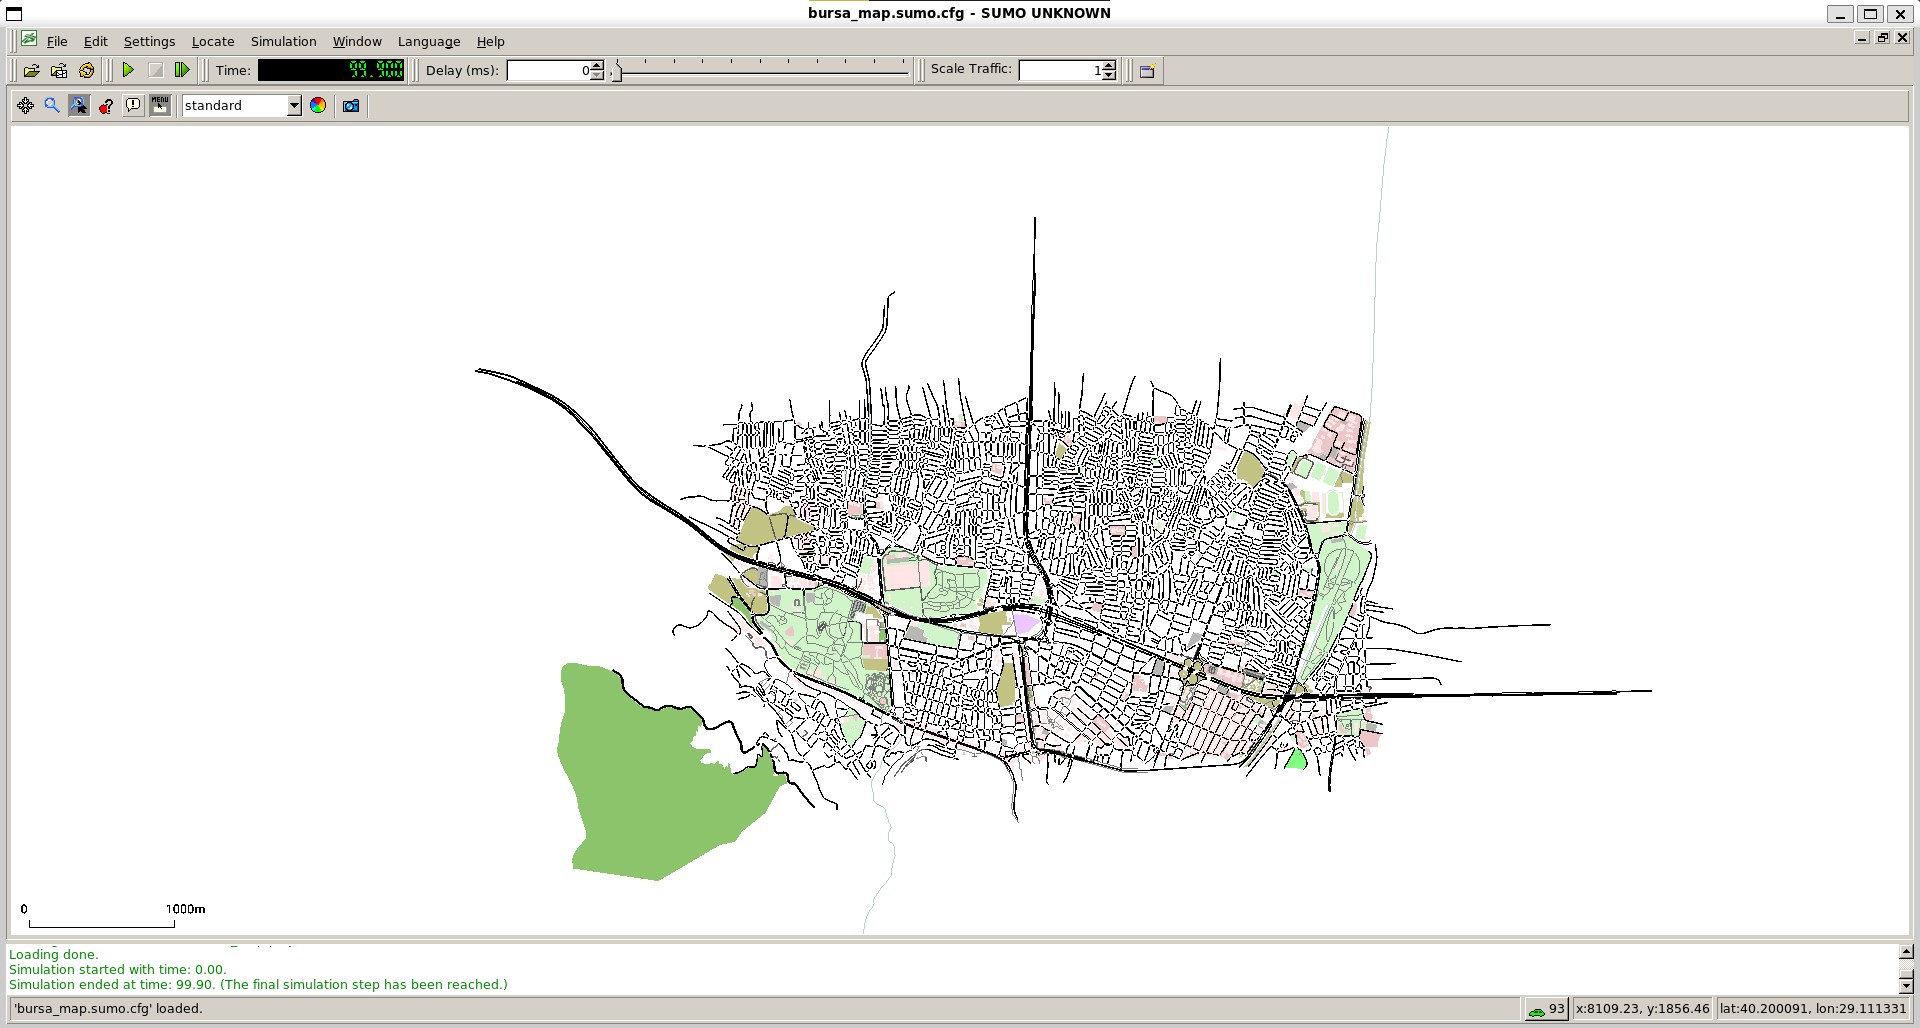 bursa_map.sumo.cfg - SUMO UNKNOWN
File Edit Settings Locate Simulation Window Language Help
Time: 99.900 Delay (ms): 0 Scale Traffic: 1
MENU standard
0 1000m
Loading done.
Simulation started with time: 0.00.
Simulation ended at time: 99.90. (The final simulation step has been reached.)
'bursa_map.sumo.cfg' loaded. 93 x:8109.23, y:1856.46 lat:40.200091, lon:29.111331